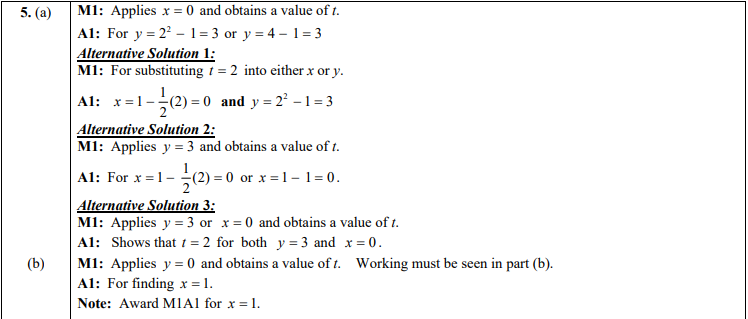 5. (a) M1: Applies x = 0 and obtains a value of t.
A1: For y = 2² – 1 = 3 or y = 4 – 1 = 3
Alternative Solution 1:
M1: For substituting t = 2 into either x or y.
A1: x = 1 – 1/2(2) = 0 and y = 2² – 1 = 3
Alternative Solution 2:
M1: Applies y = 3 and obtains a value of t.
A1: For x = 1 – 1/2(2) = 0 or x = 1 – 1 = 0.
Alternative Solution 3:
M1: Applies y = 3 or x = 0 and obtains a value of t.
A1: Shows that t = 2 for both y = 3 and x = 0.
(b) M1: Applies y = 0 and obtains a value of t. Working must be seen in part (b).
A1: For finding x = 1.
Note: Award M1A1 for x = 1.